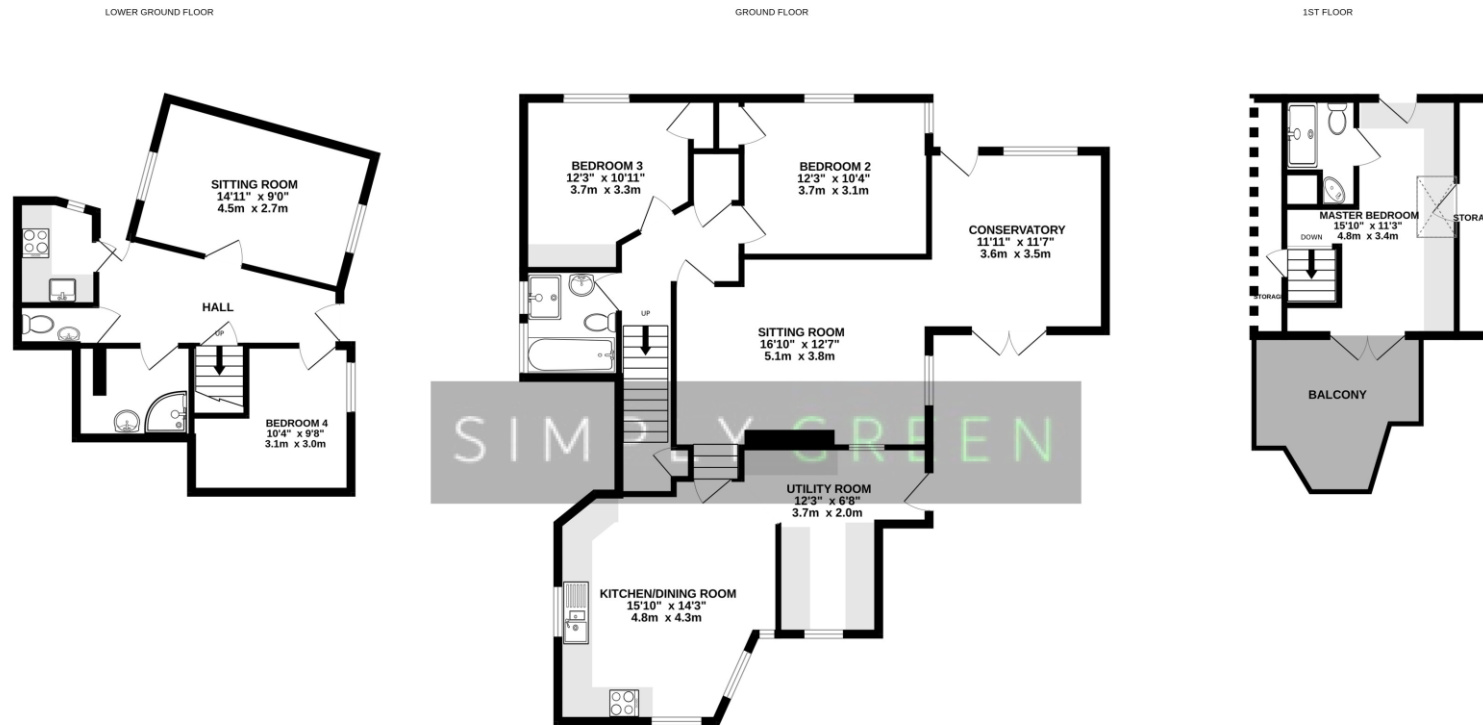 LOWER GROUND FLOOR
GROUND FLOOR
1ST FLOOR
SITTING ROOM
14'11" x 9'0"
4.5m x 2.7m
HALL
UP
BEDROOM 4
10'4" x 9'8"
3.1m x 3.0m
BEDROOM 3
12'3" x 10'11"
3.7m x 3.3m
BEDROOM 2
12'3" x 10'4"
3.7m x 3.1m
CONSERVATORY
11'11" x 11'7"
3.6m x 3.5m
UP
SITTING ROOM
16'10" x 12'7"
5.1m x 3.8m
SIMPLY GREEN
UTILITY ROOM
12'3" x 6'8"
3.7m x 2.0m
KITCHEN/DINING ROOM
15'10" x 14'3"
4.8m x 4.3m
MASTER BEDROOM
15'10" x 11'3"
4.8m x 3.4m
STORA
DOWN
STORAG
BALCONY